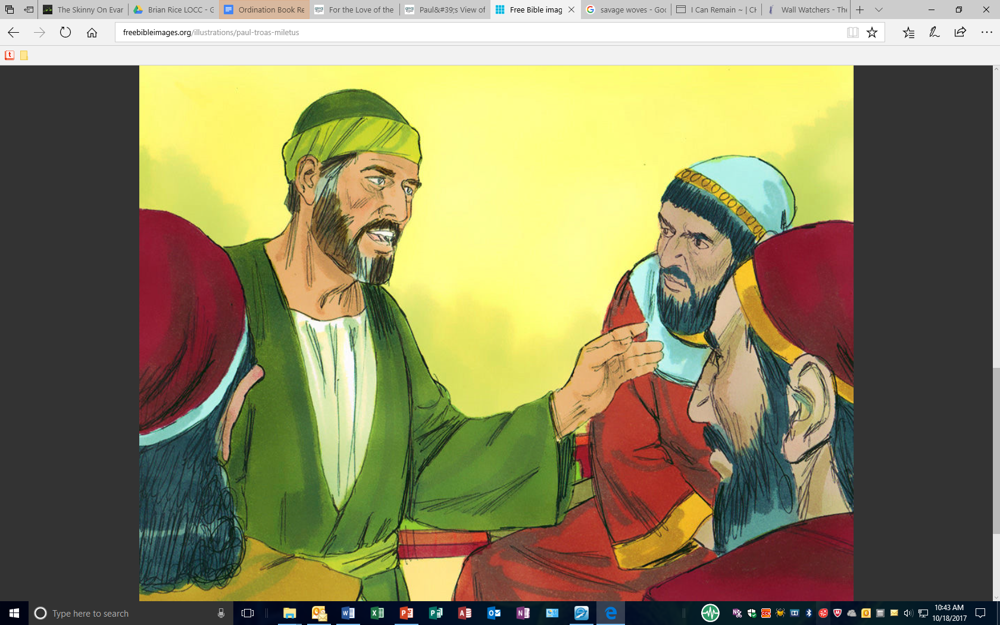 The Skinny On Evan
Brian Rice LOCC - G
Ordination Book Re
For the Love of the
Paul&#39;s View of
Free Bible imag
savage woves - Goo
I Can Remain ~ | CH
Wall Watchers - The
freebibleimages.org/illustrations/paul-troas-miletus
Type here to search
10:43 AM
10/18/2017